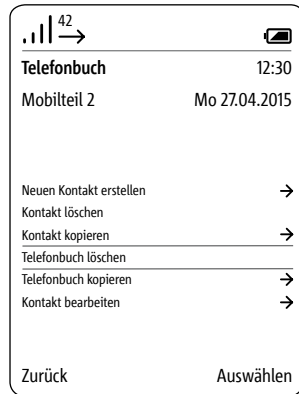 42
Telefonbuch 12:30
Mobilteil 2 Mo 27.04.2015
Neuen Kontakt erstellen
Kontakt löschen
Kontakt kopieren
Telefonbuch löschen
Telefonbuch kopieren
Kontakt bearbeiten
Zurück Auswählen